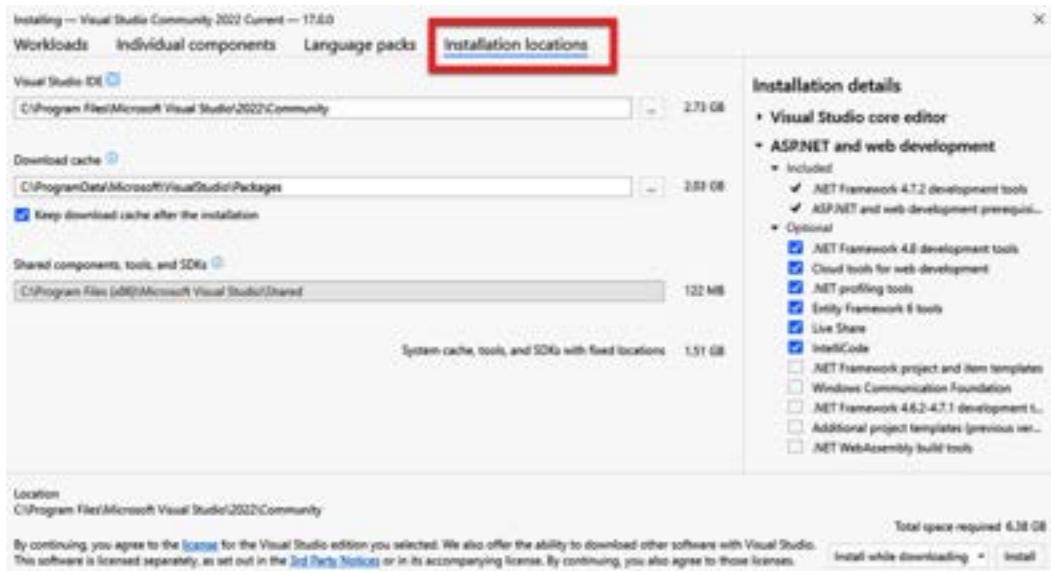 Installing — Visual Studio Community 2022 Current — 17.0.0
Workloads Individual components Language packs Installation locations
Visual Studio IDE
C:\Program Files\Microsoft Visual Studio\2022\Community ... 2.73 GB
Download cache
C:\ProgramData\Microsoft\VisualStudio\Packages ... 2.03 GB
Keep download cache after the installation
Shared components, tools, and SDKs
C:\Program Files (x86)\Microsoft Visual Studio\Shared 122 MB
System cache, tools, and SDKs with fixed locations 1.51 GB
Installation details
Visual Studio core editor
ASP.NET and web development
Included
.NET Framework 4.7.2 development tools
ASP.NET and web development prerequisi...
Optional
.NET Framework 4.8 development tools
Cloud tools for web development
.NET profiling tools
Entity Framework 6 tools
Live Share
IntelliCode
.NET Framework project and item templates
Windows Communication Foundation
.NET Framework 4.6.2-4.7.1 development t...
Additional project templates (previous ver...
.NET WebAssembly build tools
Location
C:\Program Files\Microsoft Visual Studio\2022\Community
Total space required 6.38 GB
By continuing, you agree to the license for the Visual Studio edition you selected. We also offer the ability to download other software with Visual Studio.
This software is licensed separately, as set out in the 3rd Party Notices or in its accompanying license. By continuing, you also agree to those licenses.
Install while downloading Install